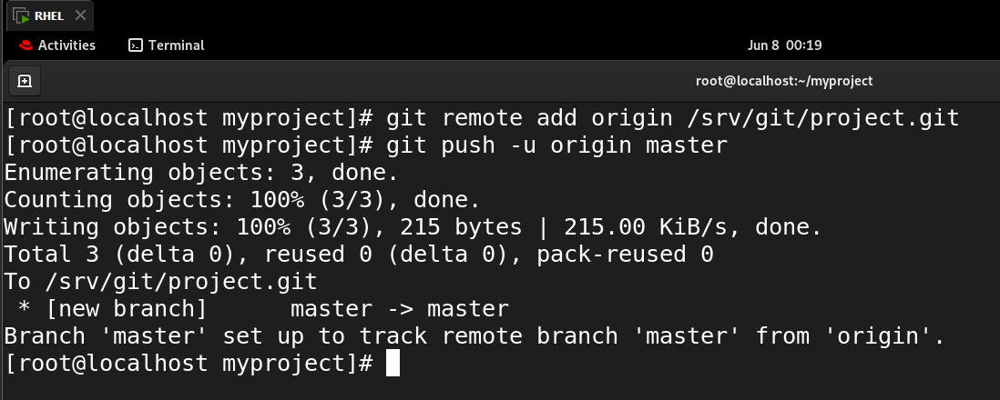 RHEL
Activities Terminal Jun 8 00:19
root@localhost:~/myproject
[root@localhost myproject]# git remote add origin /srv/git/project.git
[root@localhost myproject]# git push -u origin master
Enumerating objects: 3, done.
Counting objects: 100% (3/3), done.
Writing objects: 100% (3/3), 215 bytes | 215.00 KiB/s, done.
Total 3 (delta 0), reused 0 (delta 0), pack-reused 0
To /srv/git/project.git
 * [new branch]      master -> master
Branch 'master' set up to track remote branch 'master' from 'origin'.
[root@localhost myproject]#